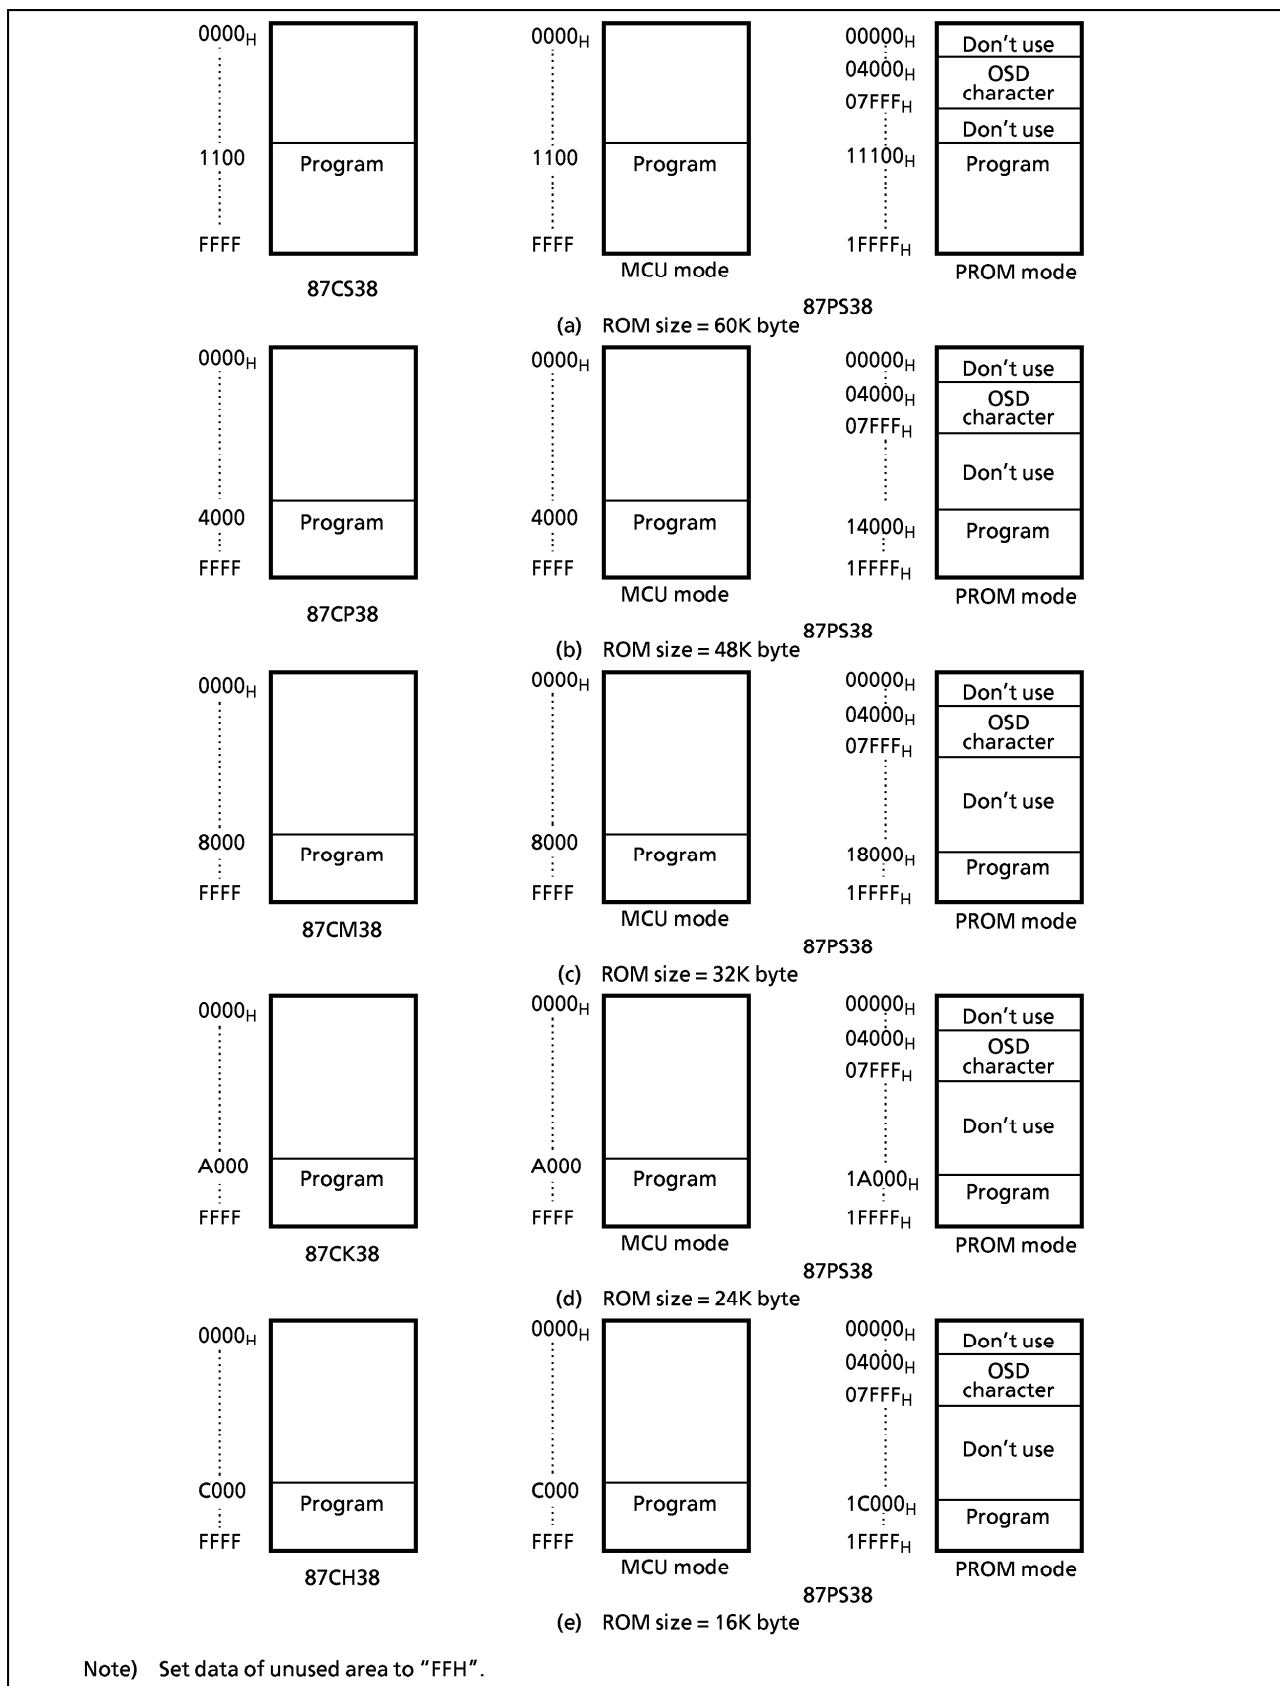 0000H
1100
FFFF
Program
87CS38
0000H
1100
FFFF
Program
MCU mode
00000H
04000H
07FFFH
11100H
1FFFFH
Don't use
OSD
character
Don't use
Program
PROM mode
87PS38
(a) ROM size = 60K byte
0000H
4000
FFFF
Program
87CP38
0000H
4000
FFFF
Program
MCU mode
00000H
04000H
07FFFH
14000H
1FFFFH
Don't use
OSD
character
Don't use
Program
PROM mode
87PS38
(b) ROM size = 48K byte
0000H
8000
FFFF
Program
87CM38
0000H
8000
FFFF
Program
MCU mode
00000H
04000H
07FFFH
18000H
1FFFFH
Don't use
OSD
character
Don't use
Program
PROM mode
87PS38
(c) ROM size = 32K byte
0000H
A000
FFFF
Program
87CK38
0000H
A000
FFFF
Program
MCU mode
00000H
04000H
07FFFH
1A000H
1FFFFH
Don't use
OSD
character
Don't use
Program
PROM mode
87PS38
(d) ROM size = 24K byte
0000H
C000
FFFF
Program
87CH38
0000H
C000
FFFF
Program
MCU mode
00000H
04000H
07FFFH
1C000H
1FFFFH
Don't use
OSD
character
Don't use
Program
PROM mode
87PS38
(e) ROM size = 16K byte
Note) Set data of unused area to "FFH".